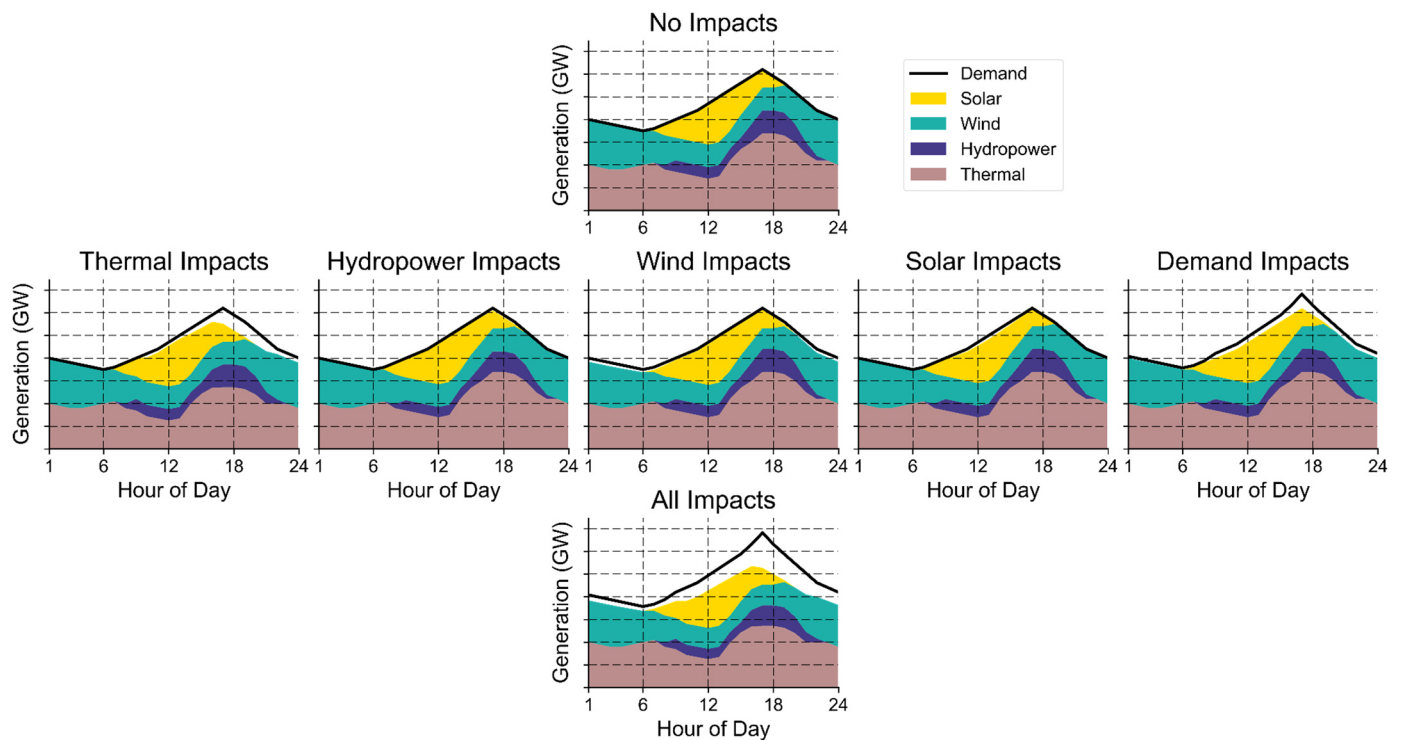 No Impacts
Generation (GW)
1 6 12 18 24
Demand
Solar
Wind
Hydropower
Thermal
Thermal Impacts
Generation (GW)
1 6 12 18 24
Hour of Day
Hydropower Impacts
1 6 12 18 24
Hour of Day
Wind Impacts
1 6 12 18 24
Solar Impacts
1 6 12 18 24
Hour of Day
Demand Impacts
1 6 12 18 24
Hour of Day
All Impacts
Generation (GW)
1 6 12 18 24
Hour of Day